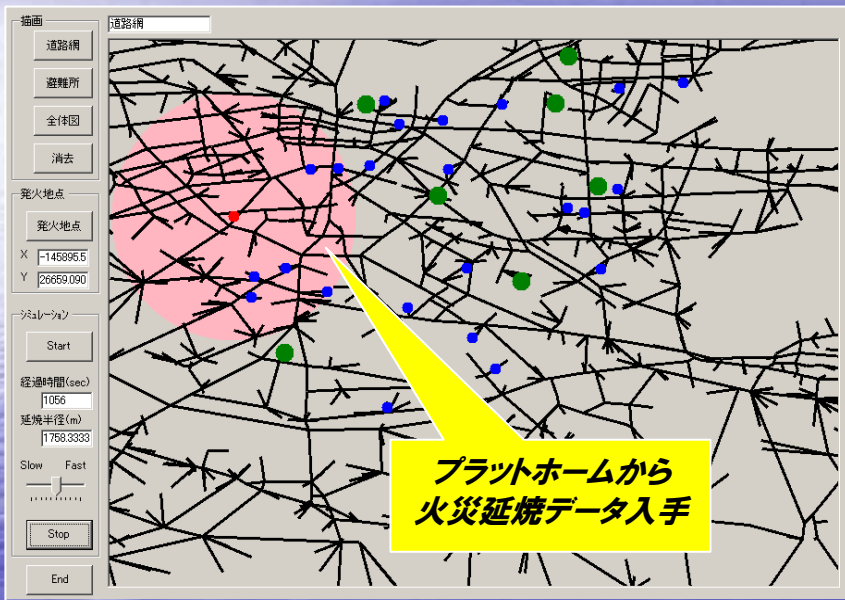 描画
道路網
避難所
全体図
消去
発火地点
発火地点
X -145895.5
Y 26659.090
シミュレーション
Start
経過時間(sec)
1056
延焼半径(m)
1758.3333
Slow Fast
Stop
End
道路網
プラットホームから
火災延焼データ入手